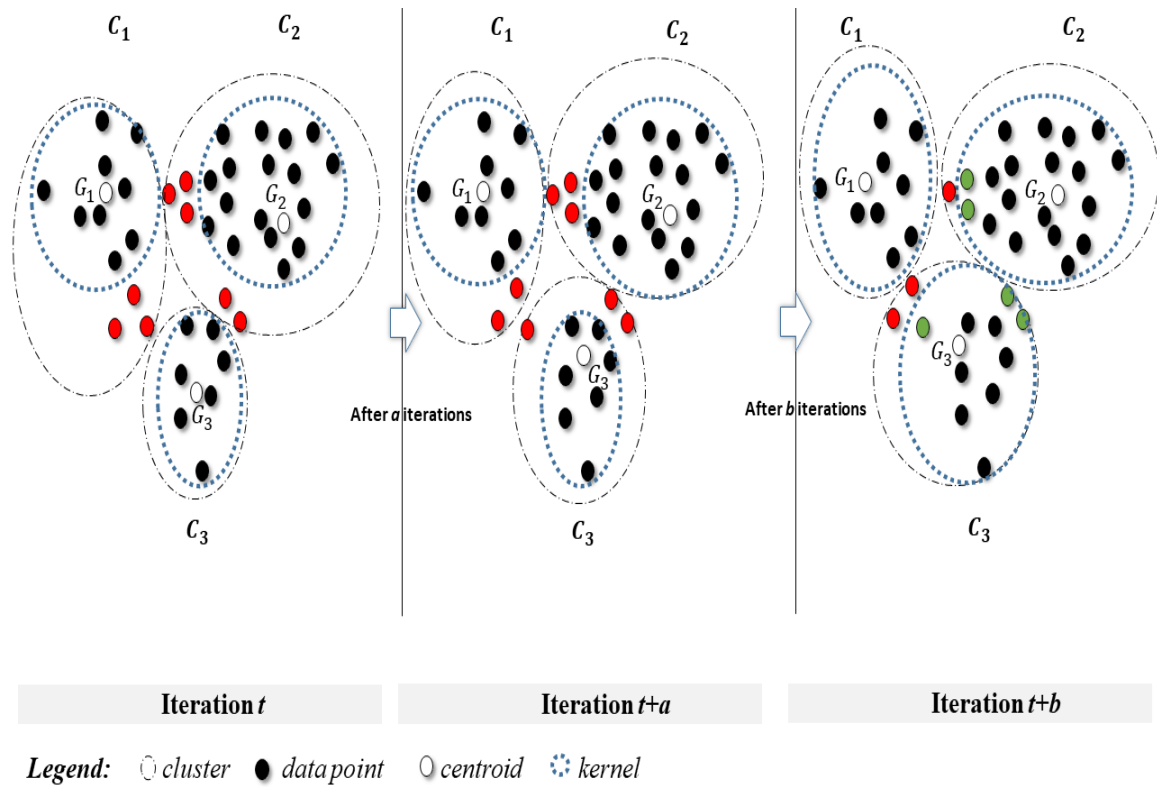 C₁
C₂
C₁
C₂
C₁
C₂
G₁
G₂
G₃
C₃
G₁
G₂
G₃
C₃
G₁
G₂
G₃
C₃
After a iterations
After b iterations
Iteration t
Iteration t+a
Iteration t+b
Legend: cluster data point centroid kernel